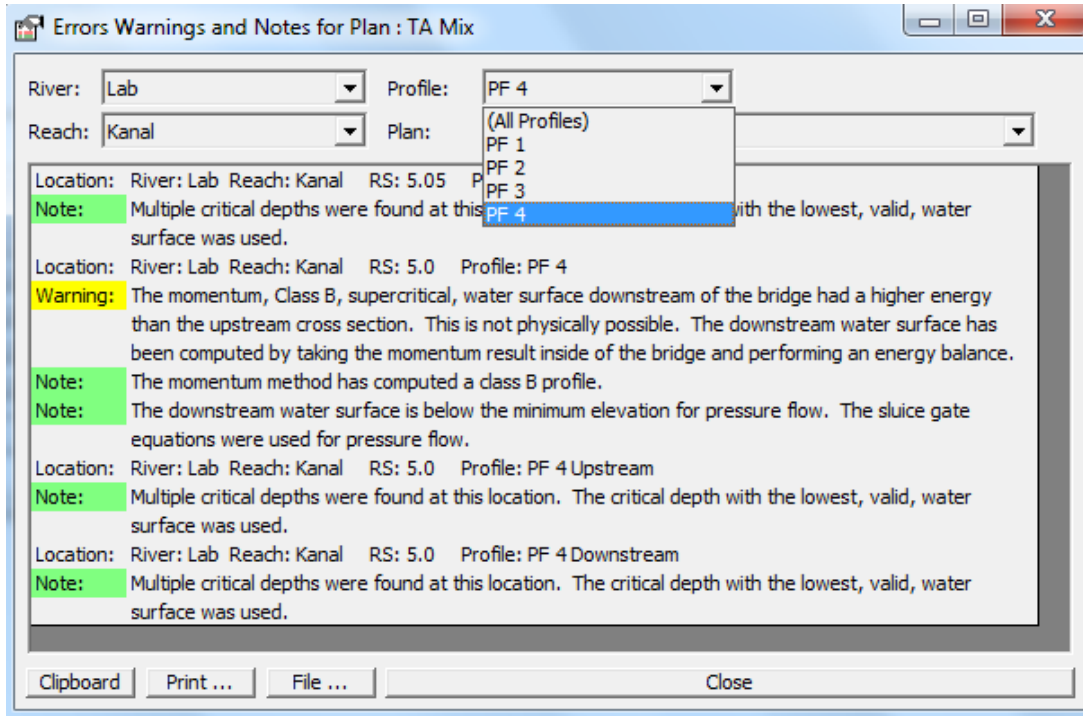 Errors Warnings and Notes for Plan : TA Mix
River: Lab Profile: PF 4
Reach: Kanal Plan:
(All Profiles)
PF 1
PF 2
PF 3
PF 4
Location: River: Lab Reach: Kanal RS: 5.05 P
Note: Multiple critical depths were found at this with the lowest, valid, water
surface was used.
Location: River: Lab Reach: Kanal RS: 5.0 Profile: PF 4
Warning: The momentum, Class B, supercritical, water surface downstream of the bridge had a higher energy
than the upstream cross section. This is not physically possible. The downstream water surface has
been computed by taking the momentum result inside of the bridge and performing an energy balance.
Note: The momentum method has computed a class B profile.
Note: The downstream water surface is below the minimum elevation for pressure flow. The sluice gate
equations were used for pressure flow.
Location: River: Lab Reach: Kanal RS: 5.0 Profile: PF 4 Upstream
Note: Multiple critical depths were found at this location. The critical depth with the lowest, valid, water
surface was used.
Location: River: Lab Reach: Kanal RS: 5.0 Profile: PF 4 Downstream
Note: Multiple critical depths were found at this location. The critical depth with the lowest, valid, water
surface was used.
Clipboard Print ... File ... Close